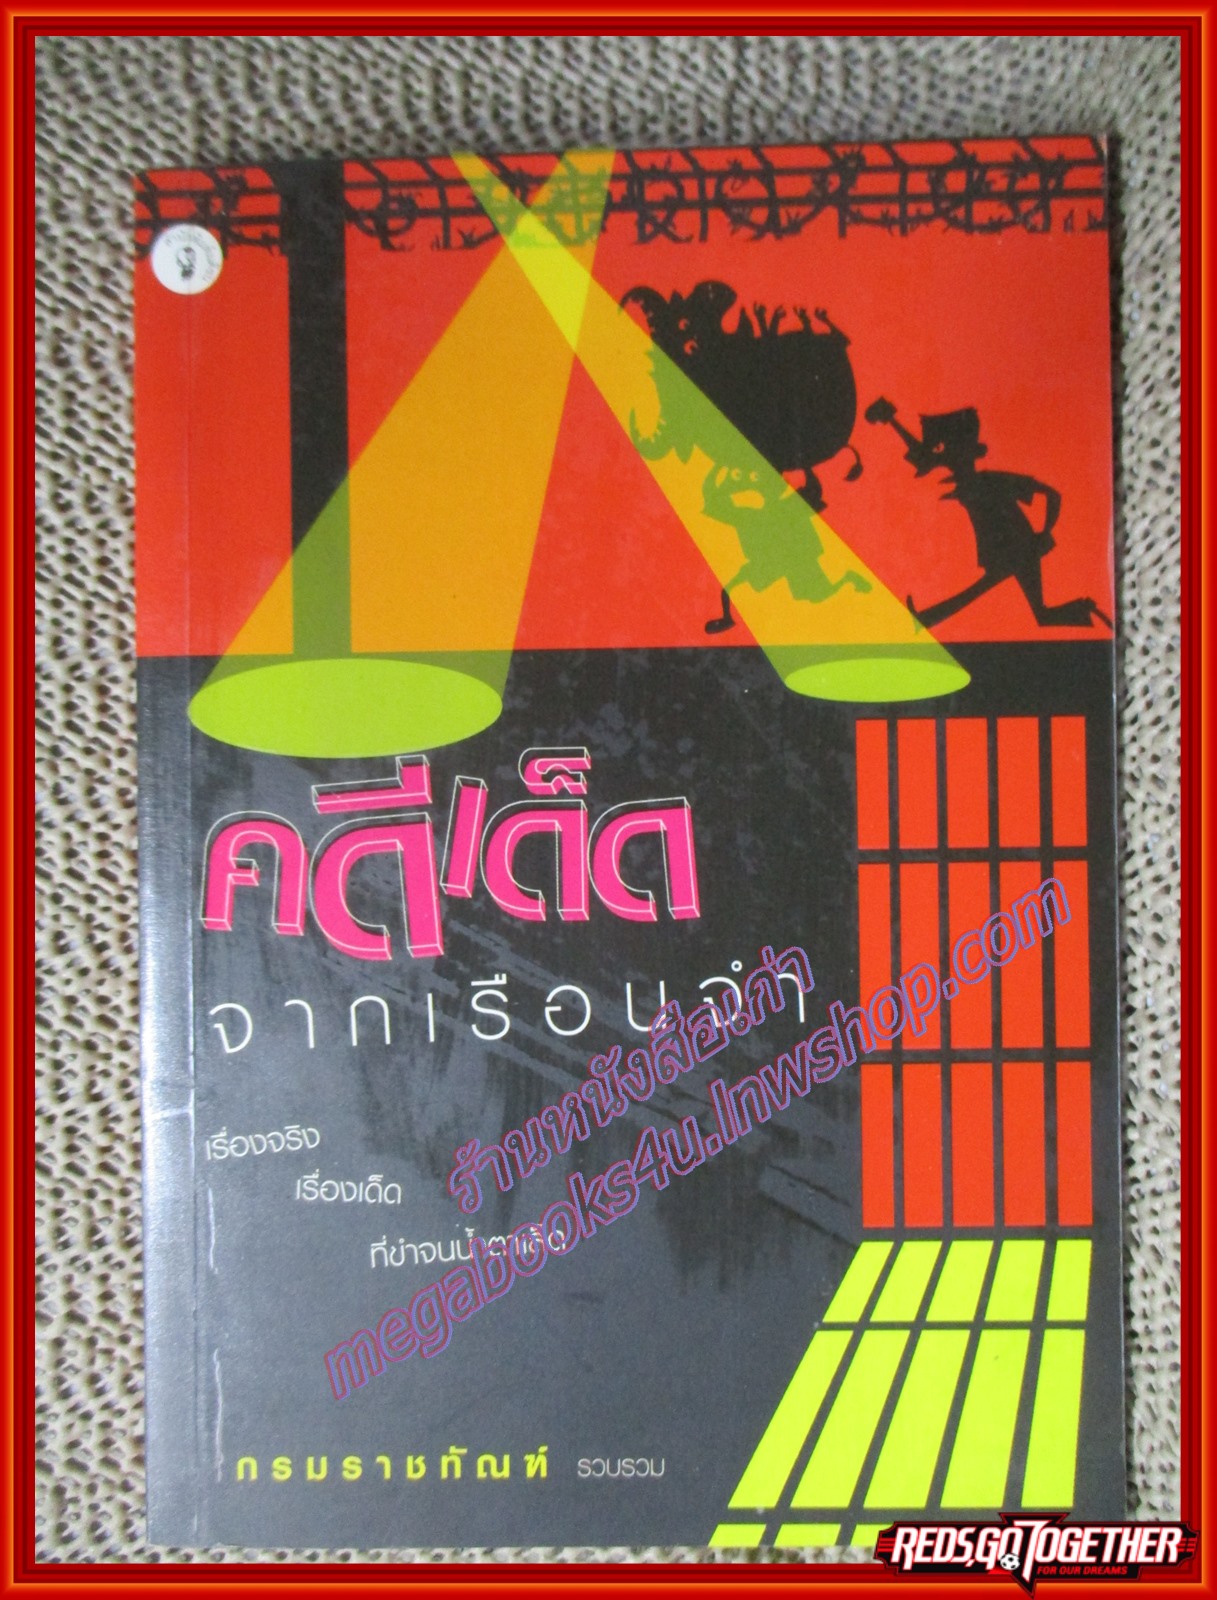 คดีเด็ด
จากเรือนจำ
เรื่องจริง
เรื่องเด็ด
ที่ขำจนน้ำตาเล็ด
กรมราชทัณฑ์ รวบรวม
ร้านหนังสือเก่า
megabooks4u.lnwshop.com
REDS, GO TOGETHER
FOR OUR DREAMS